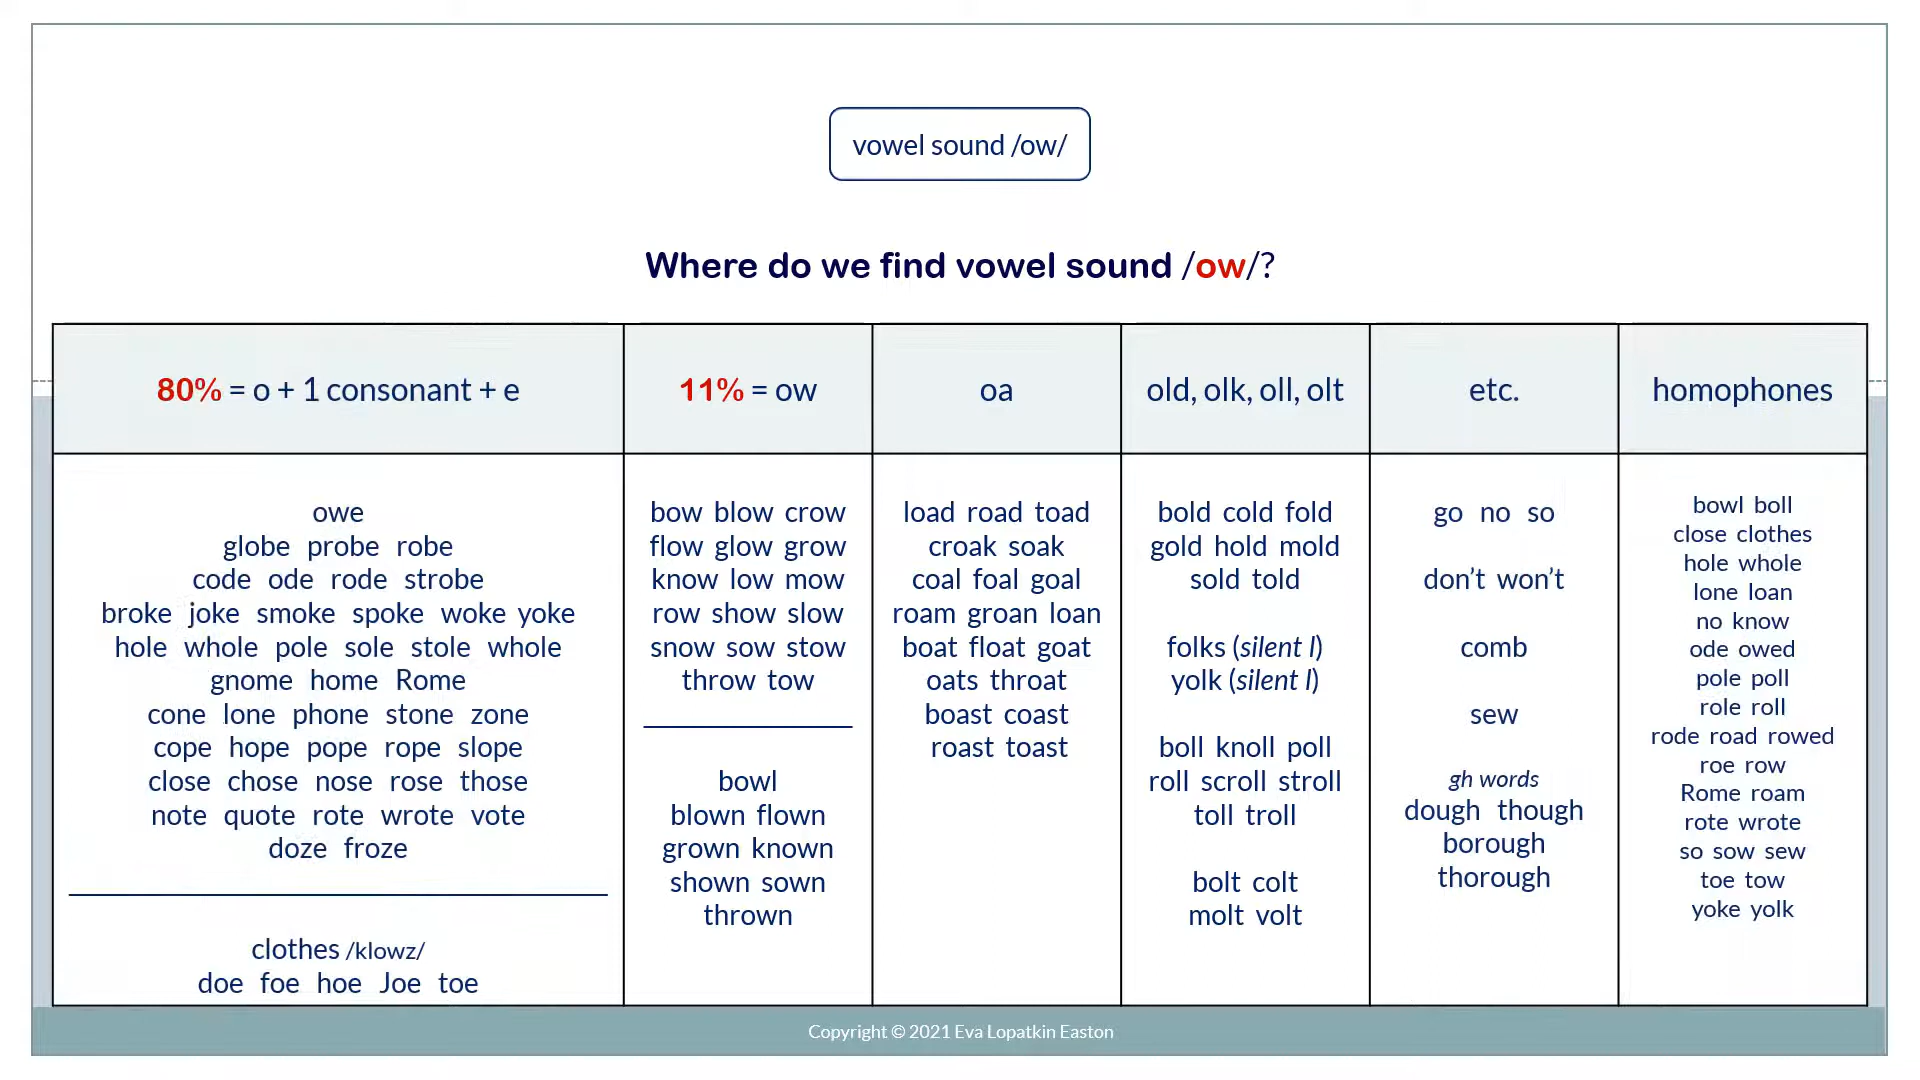 vowel sound /ow/
Where do we find vowel sound /ow/?
80% = o + 1 consonant + e
11% = ow
oa
old, olk, oll, olt
etc.
homophones
owe
globe probe robe
code ode rode strobe
broke joke smoke spoke woke yoke
hole whole pole sole stole whole
gnome home Rome
cone lone phone stone zone
cope hope pope rope slope
close chose nose rose those
note quote rote wrote vote
doze froze
clothes /klowz/
doe foe hoe Joe toe
bow blow crow
flow glow grow
know low mow
row show slow
snow sow stow
throw tow
bowl
blown flown
grown known
shown sown
thrown
load road toad
croak soak
coal foal goal
roam groan loan
boat float goat
oats throat
boast coast
roast toast
bold cold fold
gold hold mold
sold told
folks (silent l)
yolk (silent l)
boll knoll poll
roll scroll stroll
toll troll
bolt colt
molt volt
go no so
don't won't
comb
sew
gh words
dough though
borough
thorough
bowl boll
close clothes
hole whole
lone loan
no know
ode owed
pole poll
role roll
rode road rowed
roe row
Rome roam
rote wrote
so sow sew
toe tow
yoke yolk
Copyright © 2021 Eva Lopatkin Easton